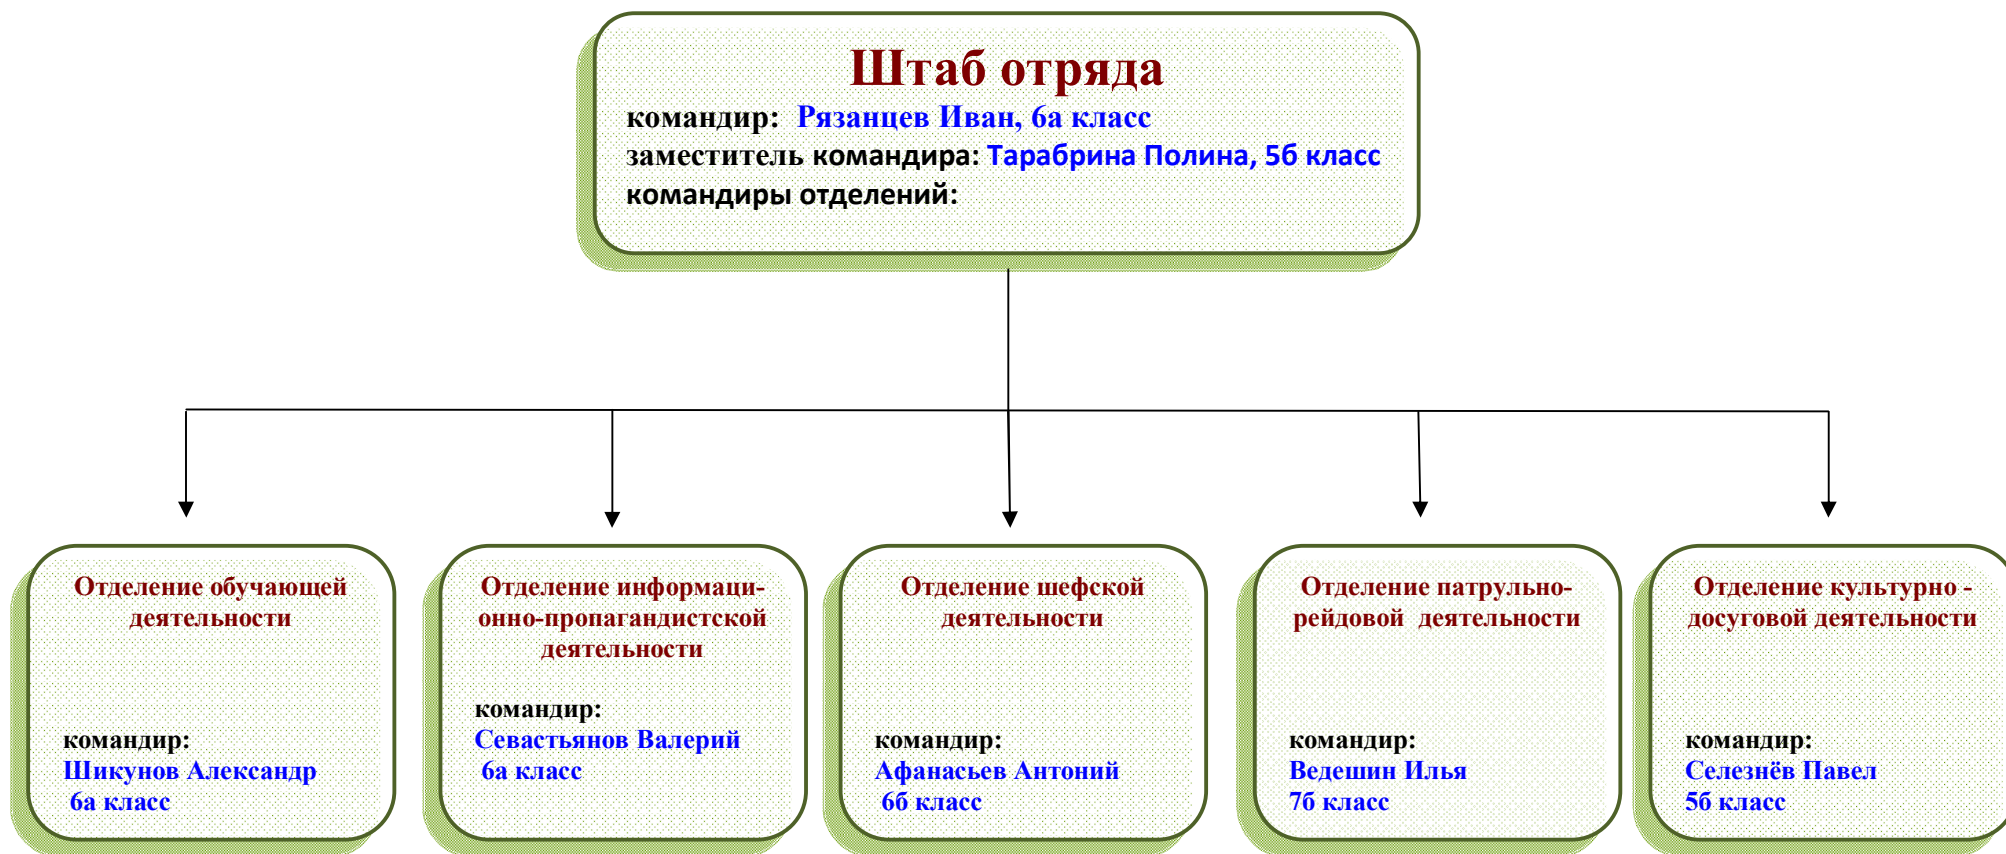 Штаб отряда
командир: Рязанцев Иван, 6а класс
заместитель командира: Тарабрина Полина, 5б класс
командиры отделений:
Отделение обучающей
деятельности
командир:
Шикунов Александр
6а класс
Отделение информаци-
онно-пропагандистской
деятельности
командир:
Севастьянов Валерий
6а класс
Отделение шефской
деятельности
командир:
Афанасьев Антоний
6б класс
Отделение патрульно-
рейдовой деятельности
командир:
Ведешин Илья
7б класс
Отделение культурно -
досуговой деятельности
командир:
Селезнёв Павел
5б класс